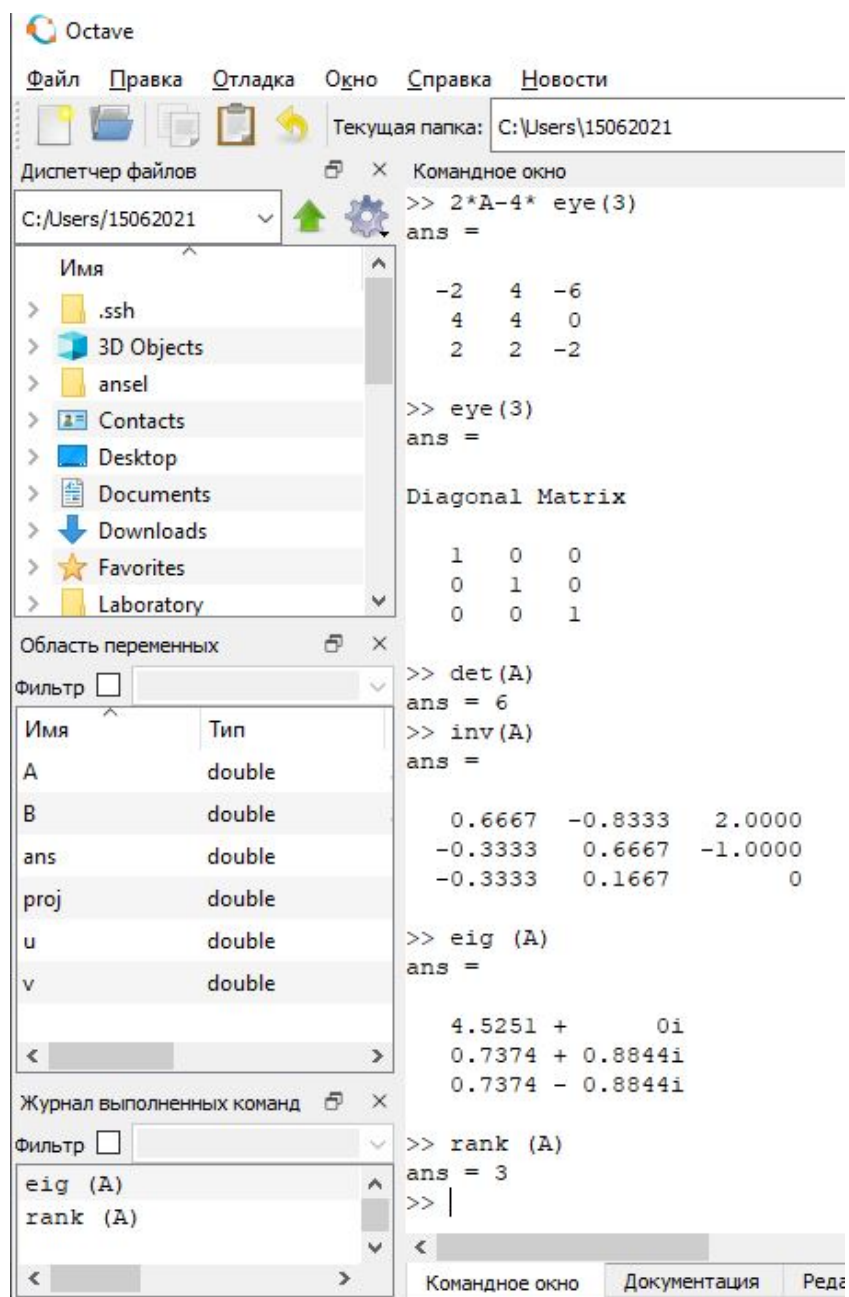 Octave
Файл Правка Отладка Окно Справка Новости
Текущая папка: C:\Users\15062021
Диспетчер файлов
C:/Users/15062021
Имя
.ssh
3D Objects
ansel
Contacts
Desktop
Documents
Downloads
Favorites
Laboratory
Область переменных
Фильтр
Имя Тип
A double
B double
ans double
proj double
u double
v double
Журнал выполненных команд
Фильтр
eig (A)
rank (A)
Командное окно
>> 2*A-4* eye(3)
ans =
-2 4 -6
4 4 0
2 2 -2
>> eye(3)
ans =
Diagonal Matrix
1 0 0
0 1 0
0 0 1
>> det(A)
ans = 6
>> inv(A)
ans =
0.6667 -0.8333 2.0000
-0.3333 0.6667 -1.0000
-0.3333 0.1667 0
>> eig (A)
ans =
4.5251 + 0i
0.7374 + 0.8844i
0.7374 - 0.8844i
>> rank (A)
ans = 3
>>
Командное окно Документация Реда